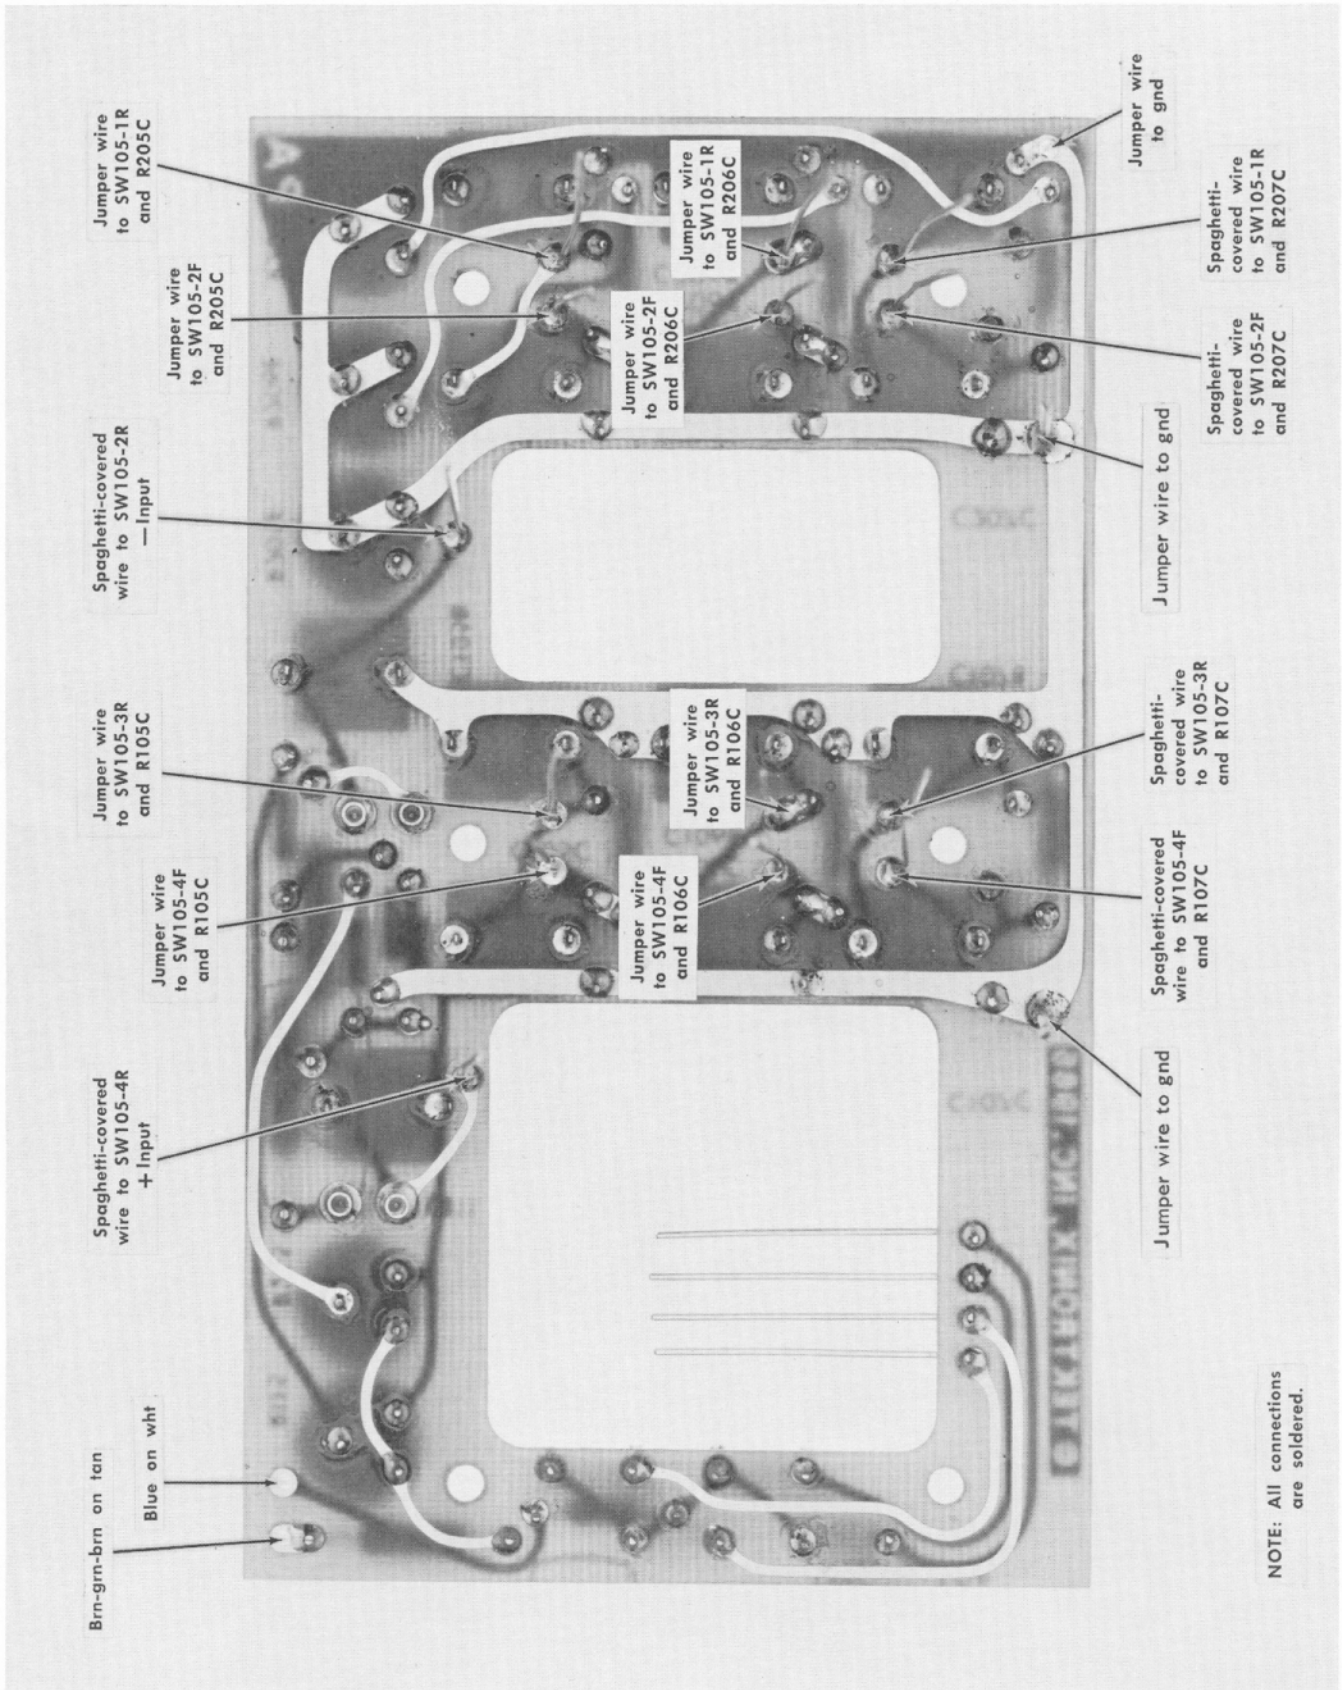 Brn-grn-brn on tan
Blue on wht
Spaghetti-covered
wire to SW105-4R
+Input
Jumper wire
to SW105-4F
and R105C
Jumper wire
to SW105-3R
and R105C
Spaghetti-covered
wire to SW105-2R
—Input
Jumper wire
to SW105-2F
and R205C
Jumper wire
to SW105-1R
and R205C
Jumper wire
to SW105-4F
and R106C
Jumper wire
to SW105-3R
and R106C
Jumper wire
to SW105-2F
and R206C
Jumper wire
to SW105-1R
and R206C
Jumper wire to gnd
Spaghetti-covered
wire to SW105-4F
and R107C
Spaghetti-
covered wire
to SW105-3R
and R107C
Jumper wire to gnd
Spaghetti-
covered wire
to SW105-2F
and R207C
Spaghetti-
covered wire
to SW105-1R
and R207C
Jumper wire
to gnd
NOTE: All connections
are soldered.